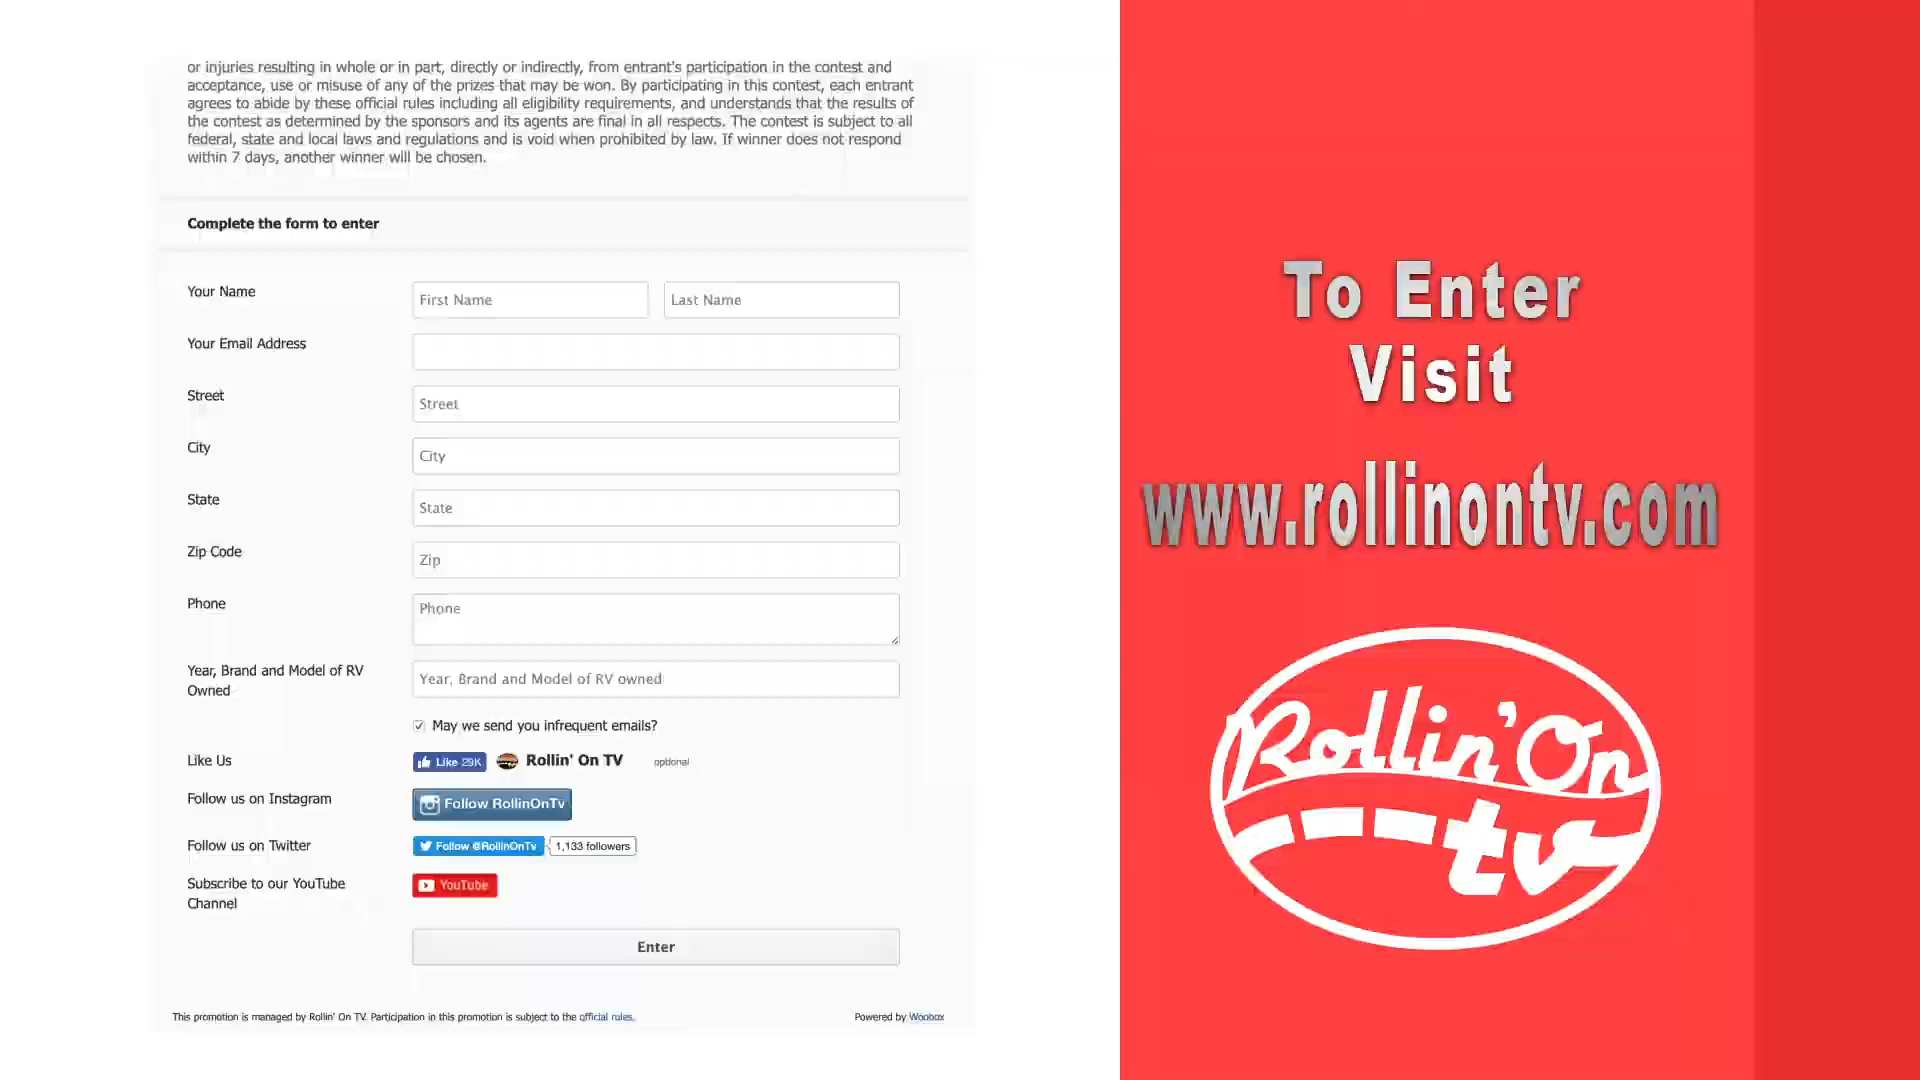 or injuries resulting in whole or in part, directly or indirectly, from entrant's participation in the contest and
acceptance, use or misuse of any of the prizes that may be won. By participating in this contest, each entrant
agrees to abide by these official rules including all eligibility requirements, and understands that the results of
the contest as determined by the sponsors and its agents are final in all respects. The contest is subject to all
federal, state and local laws and regulations and is void when prohibited by law. If winner does not respond
within 7 days, another winner will be chosen.
Complete the form to enter
Your Name
First Name
Last Name
Your Email Address
Street
Street
City
City
State
State
Zip Code
Zip
Phone
Phone
Year, Brand and Model of RV
Owned
Year, Brand and Model of RV owned
May we send you infrequent emails?
Like Us
Like 29K
Rollin' On TV
optional
Follow us on Instagram
Follow RollinOnTv
Follow us on Twitter
Follow @RollinOnTv
1,133 followers
Subscribe to our YouTube
Channel
YouTube
Enter
This promotion is managed by Rollin' On TV. Participation in this promotion is subject to the official rules.
Powered by Woobox
To Enter
Visit
www.rollinontv.com
Rollin' On
tv